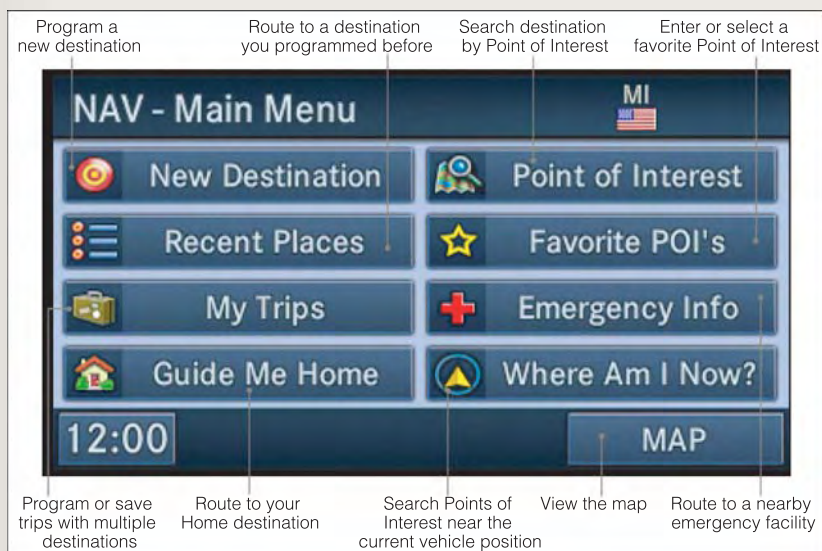 Program a
new destination
Route to a destination
you programmed before
Search destination
by Point of Interest
Enter or select a
favorite Point of Interest
NAV - Main Menu
MI
New Destination
Point of Interest
Recent Places
Favorite POI's
My Trips
Emergency Info
Guide Me Home
Where Am I Now?
12:00
MAP
Program or save
trips with multiple
destinations
Route to your
Home destination
Search Points of
Interest near the
current vehicle position
View the map
Route to a nearby
emergency facility